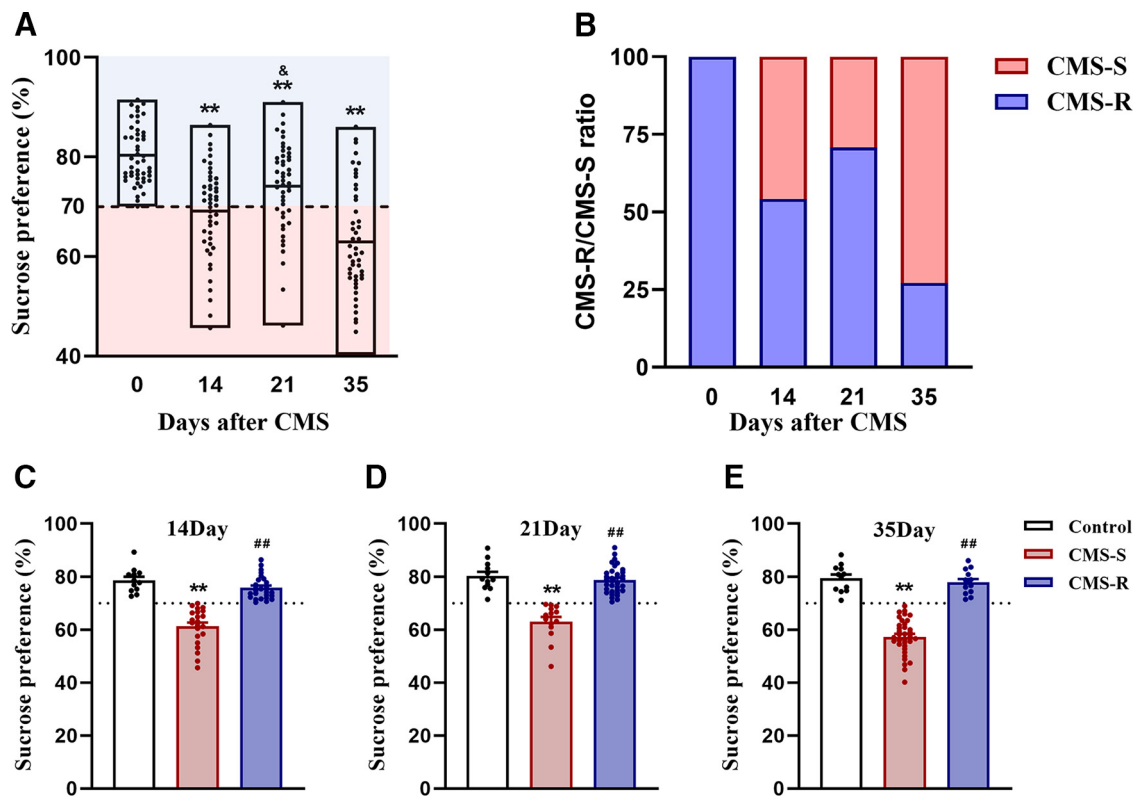 A
Sucrose preference (%)
100
80
70
60
40
**
&
**
**
0 14 21 35
Days after CMS
B
CMS-R/CMS-S ratio
100
75
50
25
0
0 14 21 35
Days after CMS
CMS-S
CMS-R
C
14Day
Sucrose preference (%)
100
80
60
40
20
0
**
##
D
21Day
Sucrose preference (%)
100
80
60
40
20
0
**
##
E
35Day
Sucrose preference (%)
100
80
60
40
20
0
**
##
Control
CMS-S
CMS-R